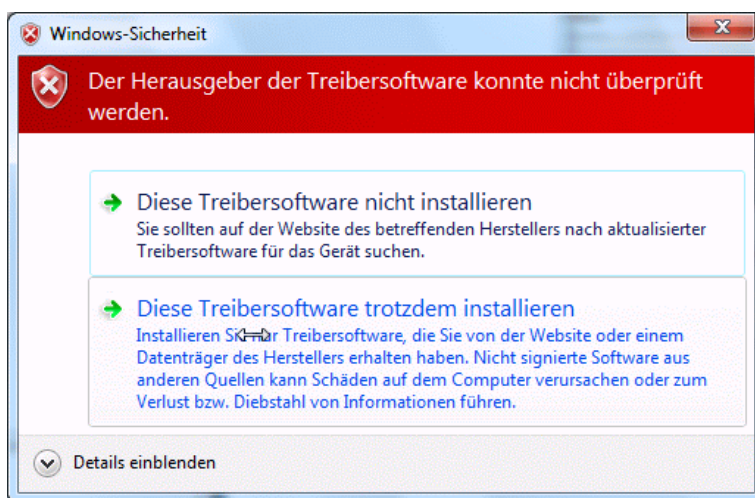 Windows-Sicherheit
Der Herausgeber der Treibersoftware konnte nicht überprüft
werden.
Diese Treibersoftware nicht installieren
Sie sollten auf der Website des betreffenden Herstellers nach aktualisierter
Treibersoftware für das Gerät suchen.
Diese Treibersoftware trotzdem installieren
Installieren Treibersoftware, die Sie von der Website oder einem
Datenträger des Herstellers erhalten haben. Nicht signierte Software aus
anderen Quellen kann Schäden auf dem Computer verursachen oder zum
Verlust bzw. Diebstahl von Informationen führen.
Details einblenden